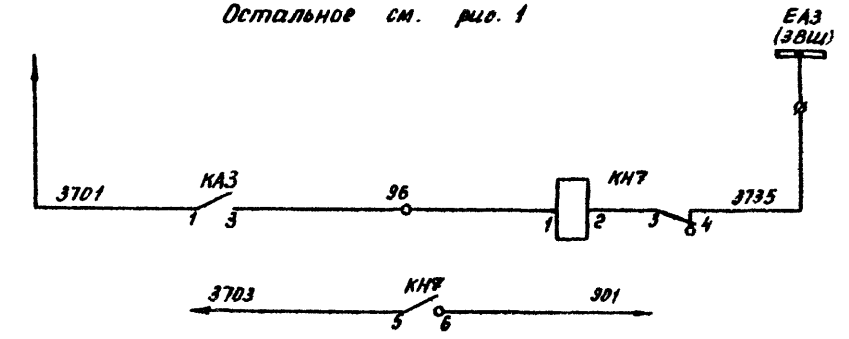 Остальное см. рис. 1
ЕА3
(ЗВЩ)
3701
КА3
1
3
96
1
КН7
2
3
4
3735
3703
КН7
5
6
901